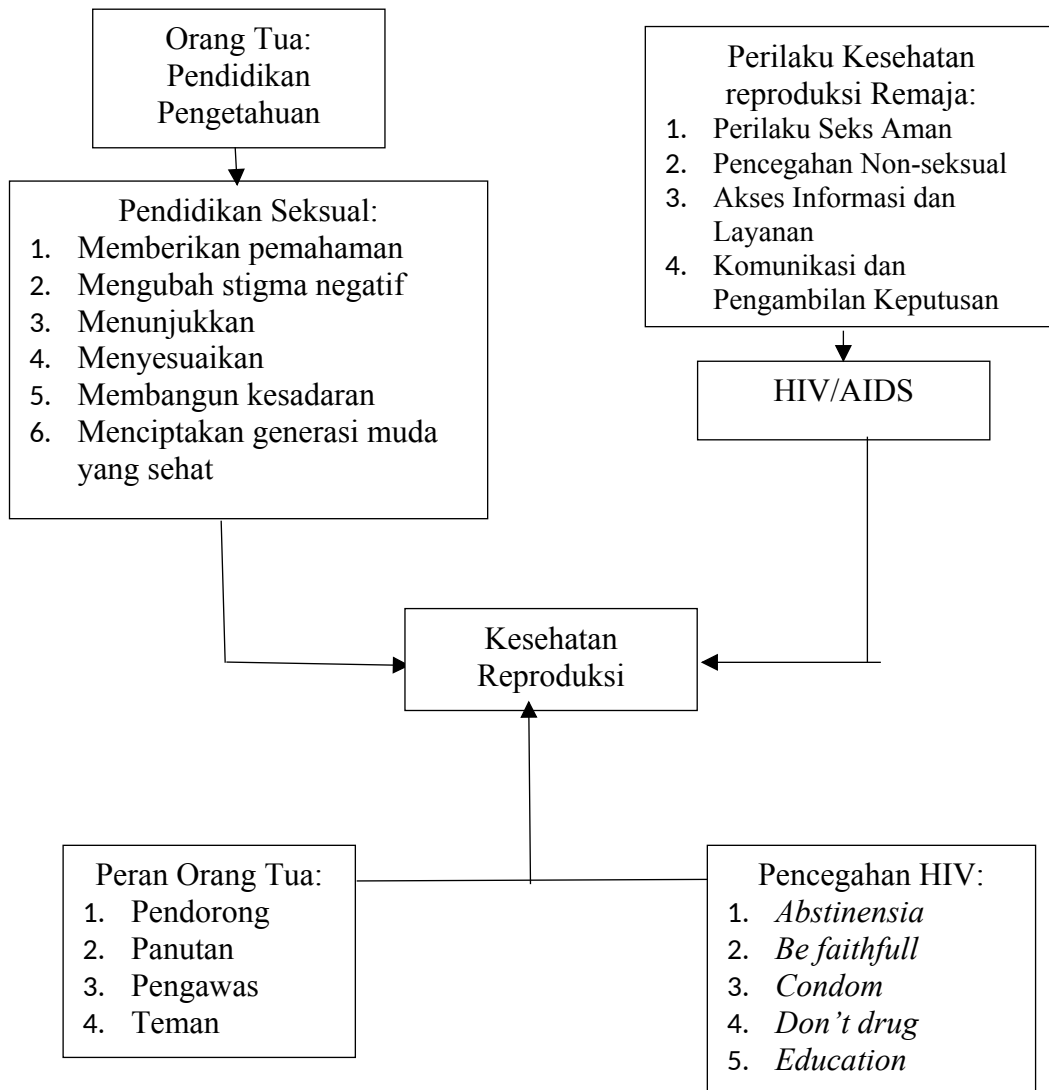 Orang Tua:
Pendidikan
Pengetahuan
Pendidikan Seksual:
1. Memberikan pemahaman
2. Mengubah stigma negatif
3. Menunjukkan
4. Menyesuaikan
5. Membangun kesadaran
6. Menciptakan generasi muda
yang sehat
Perilaku Kesehatan
reproduksi Remaja:
1. Perilaku Seks Aman
2. Pencegahan Non-seksual
3. Akses Informasi dan
Layanan
4. Komunikasi dan
Pengambilan Keputusan
HIV/AIDS
Kesehatan
Reproduksi
Peran Orang Tua:
1. Pendorong
2. Panutan
3. Pengawas
4. Teman
Pencegahan HIV:
1. Abstinensia
2. Be faithfull
3. Condom
4. Don’t drug
5. Education